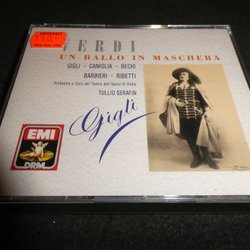 VERDI
UN BALLO IN MASCHERA
GIGLI - CANIGLIA - BECHI
BARBIERI - RIBETTI
Orchestra e Coro del Teatro dell'Opera di Roma
TULLIO SERAFIN
Gigli
EMI
DRM